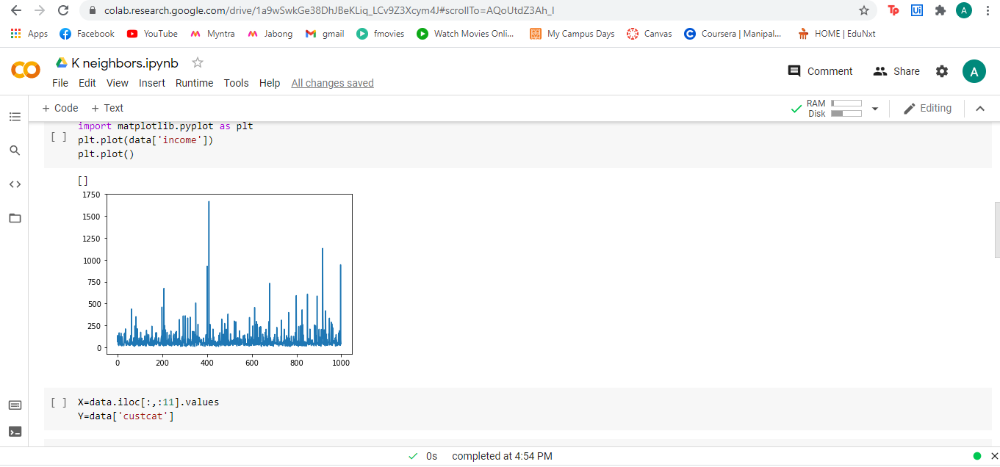 colab.research.google.com/drive/1a9wSwkGe38DhJBeKLiq_LCv9Z3Xcym4J#scrollTo=AQoUtdZ3Ah_I
Tp Ui A
Apps Facebook YouTube Myntra Jabong gmail fmovies Watch Movies Onli... My Campus Days Canvas Coursera | Manipal... HOME | EduNxt
K neighbors.ipynb
Comment Share A
File Edit View Insert Runtime Tools Help All changes saved
+ Code + Text RAM Disk Editing
import matplotlib.pyplot as plt
[ ] plt.plot(data['income'])
plt.plot()
[]
1750
1500
1250
1000
750
500
250
0
0 200 400 600 800 1000
[ ] X=data.iloc[:,:11].values
Y=data['custcat']
0s completed at 4:54 PM